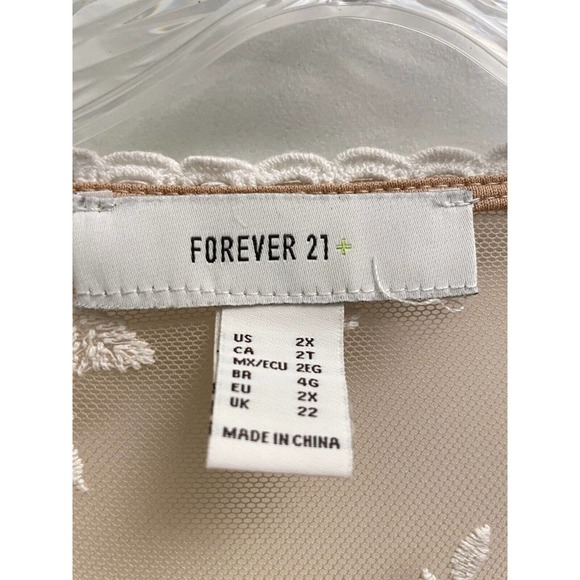 FOREVER 21+
US 2X
CA 2T
MX/ECU 2EG
BR 4G
EU 2X
UK 22
MADE IN CHINA